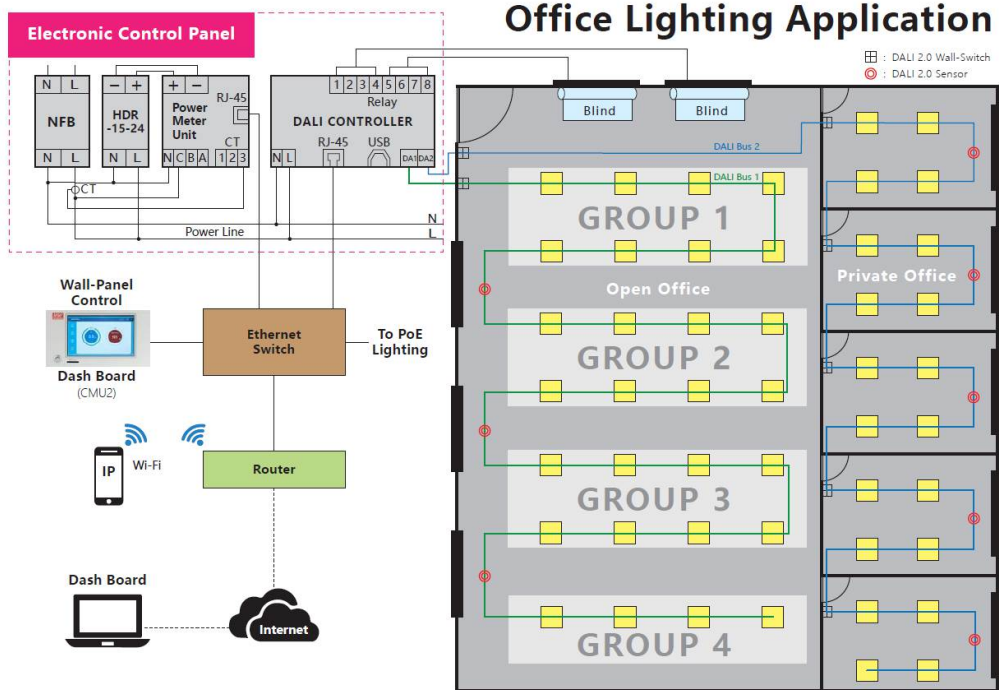 Office Lighting Application
Electronic Control Panel
: DALI 2.0 Wall-Switch
: DALI 2.0 Sensor
N L
NFB
N L
− +
HDR
-15-24
N L
+ −
Power
Meter
Unit
RJ-45
CT
N C B A 1 2 3
1 2 3 4 5 6 7 8
Relay
DALI CONTROLLER
RJ-45 USB
N L
DA1 DA2
CT
N
Power Line
L
Blind
Blind
DALI Bus 2
DALI Bus 1
GROUP 1
Open Office
Private Office
GROUP 2
GROUP 3
GROUP 4
Wall-Panel
Control
Dash Board
(CMU2)
Ethernet
Switch
To PoE
Lighting
IP
Wi-Fi
Router
Dash Board
Internet